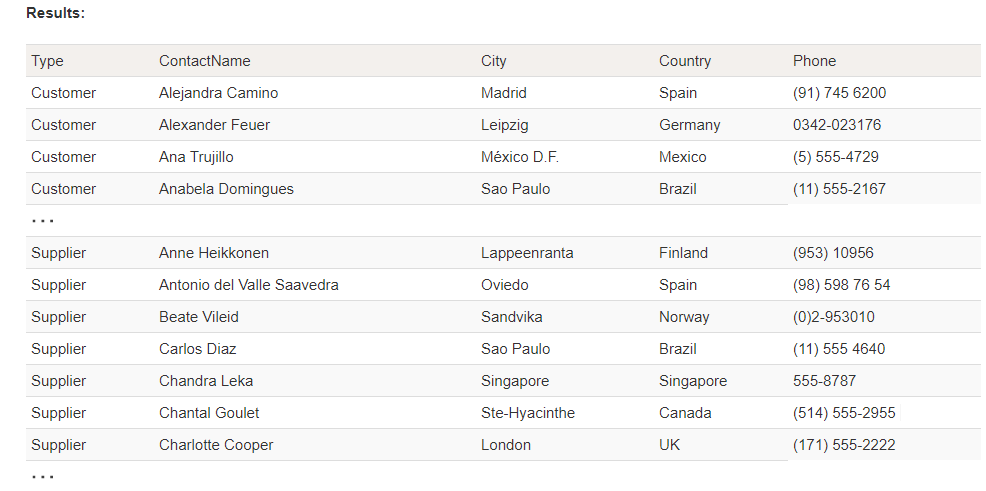 Results:
Type ContactName City Country Phone
Customer Alejandra Camino Madrid Spain (91) 745 6200
Customer Alexander Feuer Leipzig Germany 0342-023176
Customer Ana Trujillo México D.F. Mexico (5) 555-4729
Customer Anabela Domingues Sao Paulo Brazil (11) 555-2167
...
Supplier Anne Heikkonen Lappeenranta Finland (953) 10956
Supplier Antonio del Valle Saavedra Oviedo Spain (98) 598 76 54
Supplier Beate Vileid Sandvika Norway (0)2-953010
Supplier Carlos Diaz Sao Paulo Brazil (11) 555 4640
Supplier Chandra Leka Singapore Singapore 555-8787
Supplier Chantal Goulet Ste-Hyacinthe Canada (514) 555-2955
Supplier Charlotte Cooper London UK (171) 555-2222
...